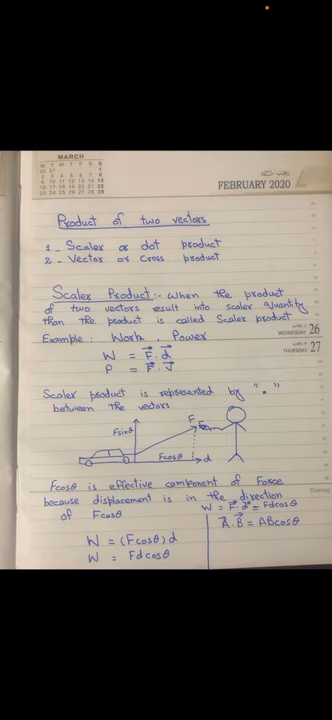 MARCH
FEBRUARY 2020
Product of two vectors
1 - Scaler or dot product
2 - Vector or Cross product
Scaler Product :- When the product
of two vectors result into scaler quantity
then the product is called Scaler product
Example : Work , Power
WEDNESDAY 26
W = F⃗ . d⃗
THURSDAY 27
P = F⃗ . V⃗
Scaler product is represented by " . "
between the vectors
Fsinθ
F
Fcosθ
d
Fcosθ is effective component of Force
Evening
because displacement is in the direction
of Fcosθ
W = F⃗ . d⃗ = Fdcosθ
A⃗ . B⃗ = ABcosθ
W = (Fcosθ) d
W = Fdcosθ